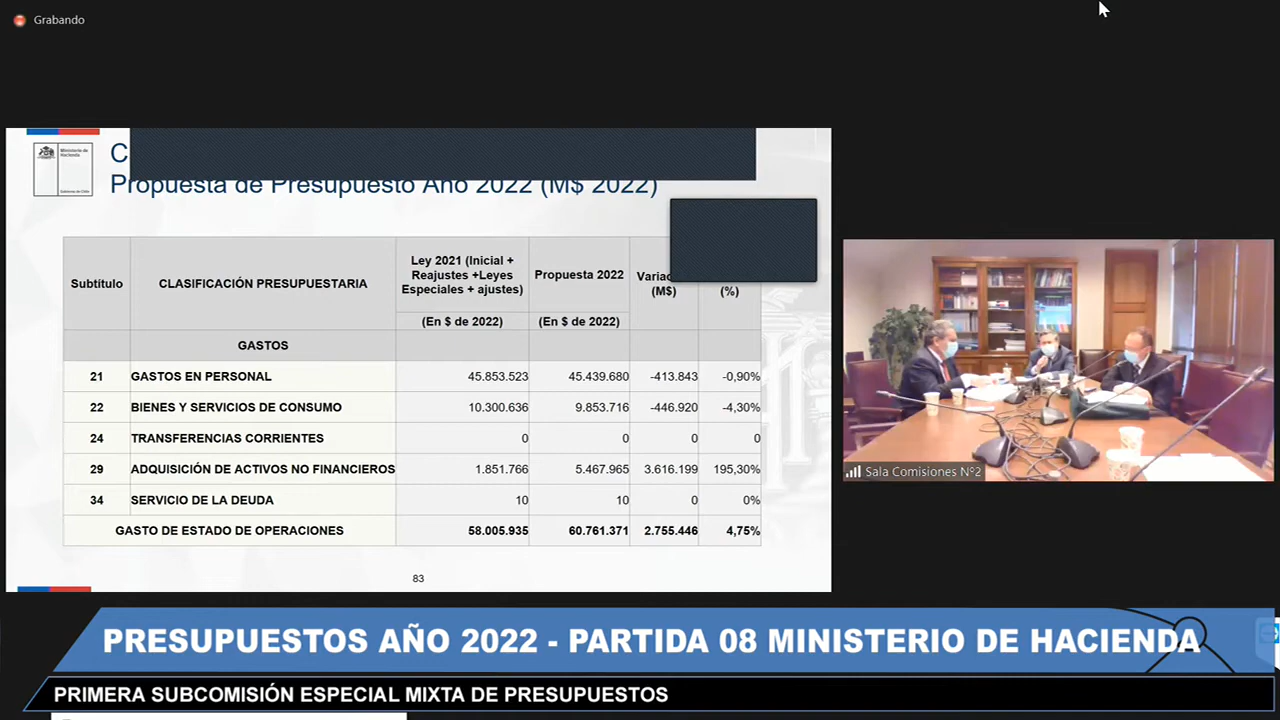 Grabando
Ministerio de
Hacienda
Gobierno de Chile
C
Propuesta de Presupuesto Año 2022 (M$ 2022)
Subtítulo CLASIFICACIÓN PRESUPUESTARIA Ley 2021 (Inicial + Reajustes +Leyes Especiales + ajustes) Propuesta 2022 (M$) (%)
(En $ de 2022) (En $ de 2022)
GASTOS
21 GASTOS EN PERSONAL 45.853.523 45.439.680 -413.843 -0,90%
22 BIENES Y SERVICIOS DE CONSUMO 10.300.636 9.853.716 -446.920 -4,30%
24 TRANSFERENCIAS CORRIENTES 0 0 0 0
29 ADQUISICIÓN DE ACTIVOS NO FINANCIEROS 1.851.766 5.467.965 3.616.199 195,30%
34 SERVICIO DE LA DEUDA 10 10 0 0%
GASTO DE ESTADO DE OPERACIONES 58.005.935 60.761.371 2.755.446 4,75%
83
Sala Comisiones N°2
PRESUPUESTOS AÑO 2022 - PARTIDA 08 MINISTERIO DE HACIENDA
PRIMERA SUBCOMISIÓN ESPECIAL MIXTA DE PRESUPUESTOS